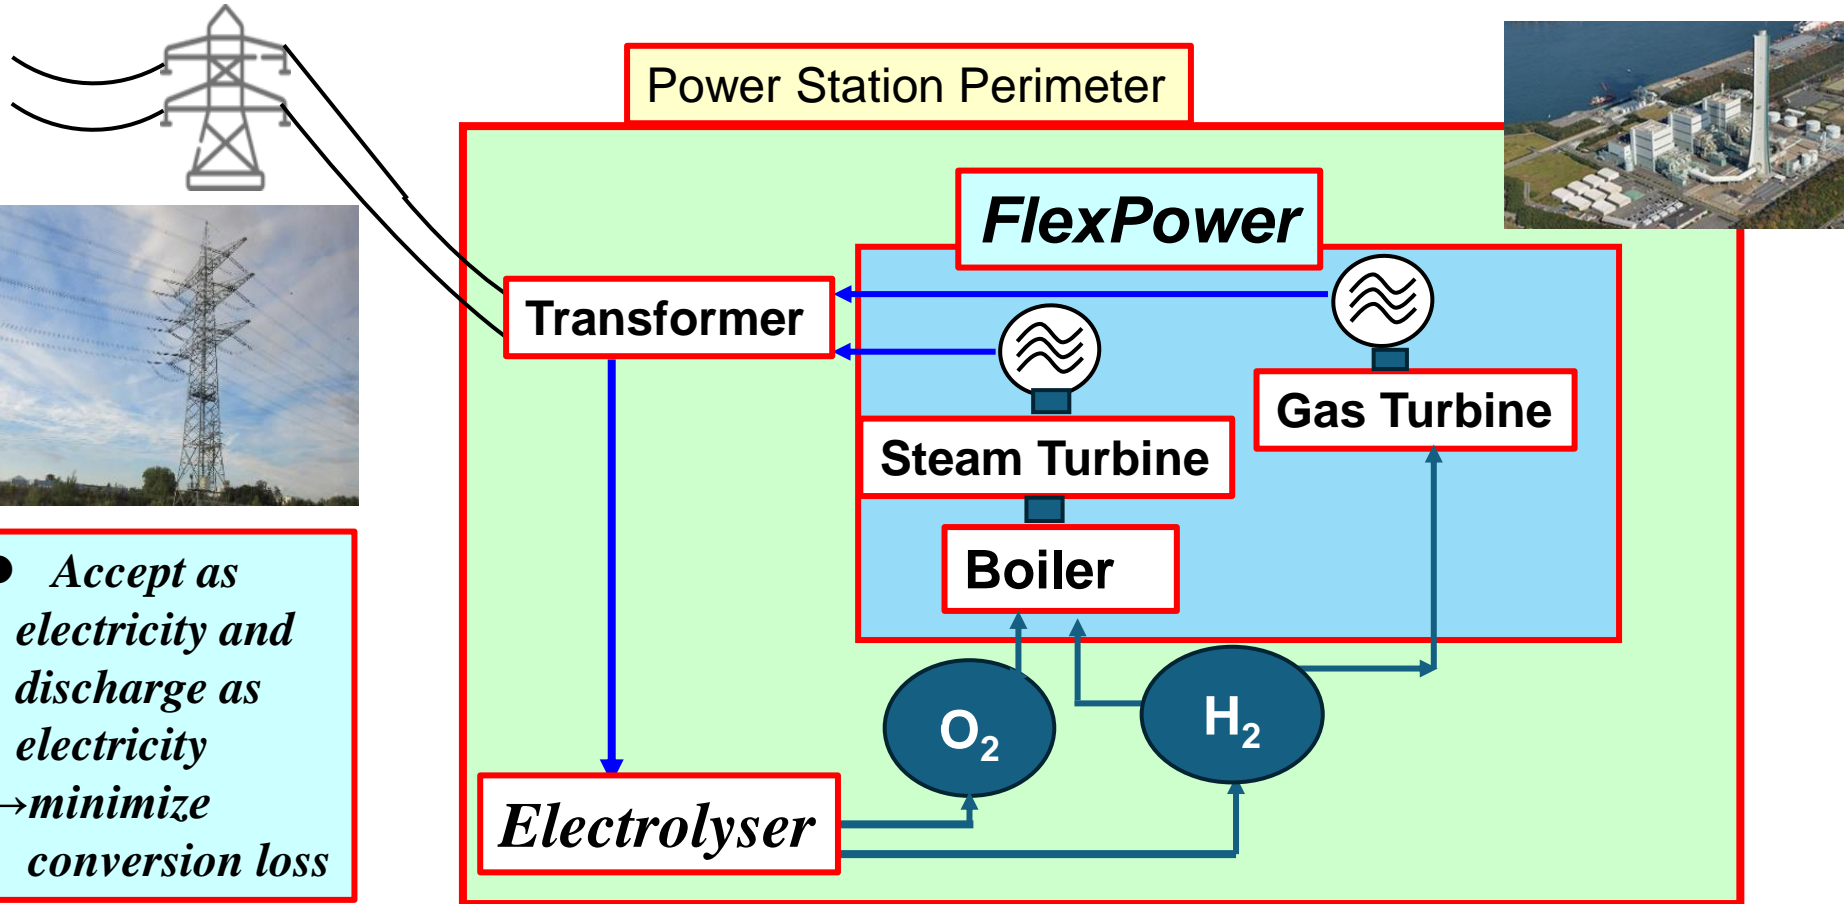 Power Station Perimeter
FlexPower
Transformer
Gas Turbine
Steam Turbine
Boiler
O₂
H₂
Electrolyser
● Accept as
electricity and
discharge as
electricity
→minimize
conversion loss